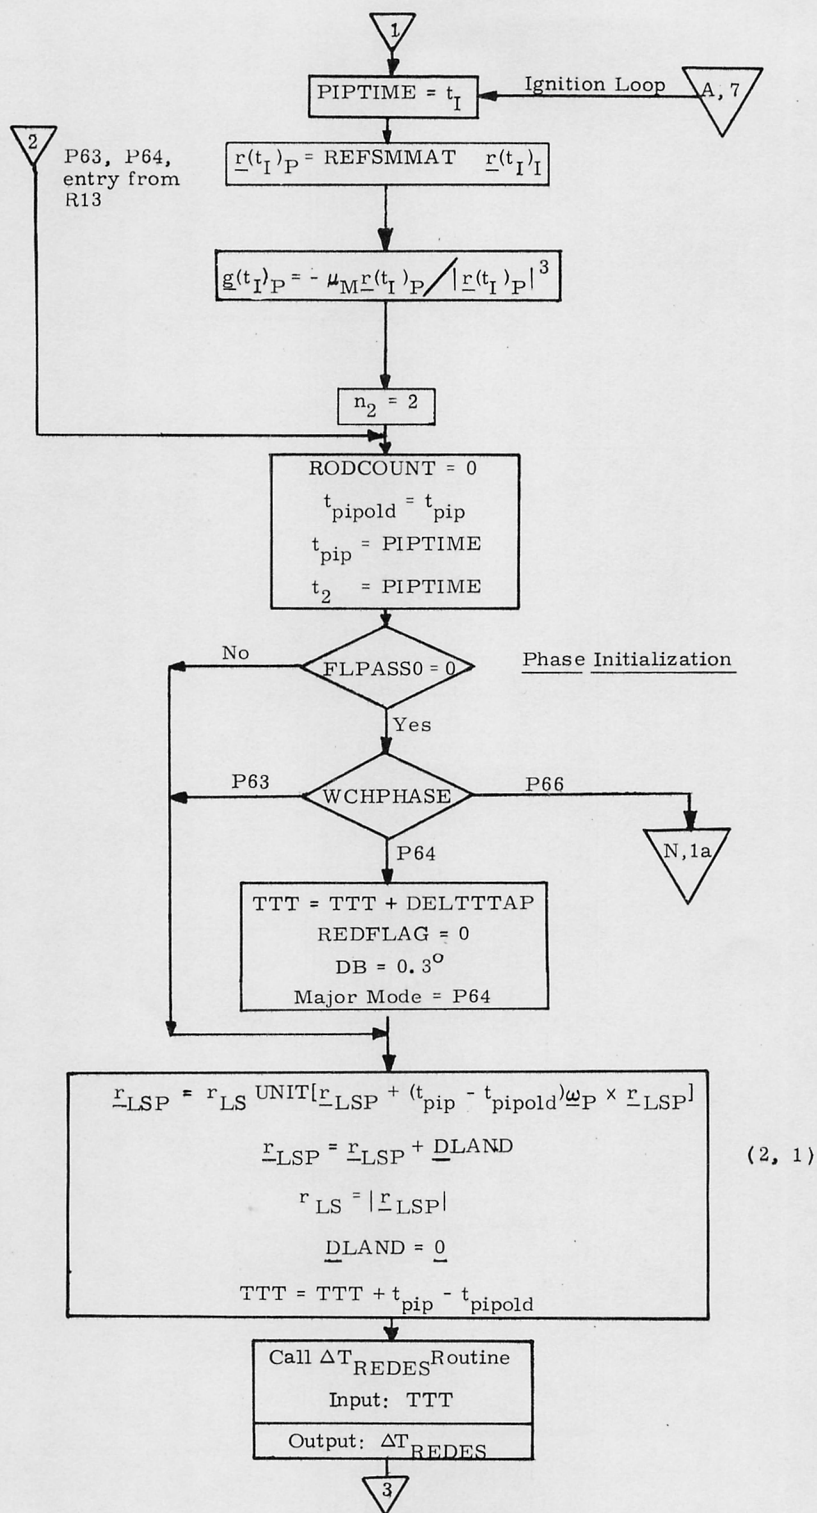 1
PIPTIME = t_I
Ignition Loop
A, 7
2
P63, P64,
entry from
R13
r(t_I)_P = REFSMMAT r(t_I)_I
g(t_I)_P = - μ_M r(t_I)_P / |r(t_I)_P|^3
n_2 = 2
RODCOUNT = 0
t_pipold = t_pip
t_pip = PIPTIME
t_2 = PIPTIME
No
FLPASS0 = 0
Phase Initialization
Yes
P63
WCHPHASE
P66
N,1a
P64
TTT = TTT + DELTTTAP
REDFLAG = 0
DB = 0.3°
Major Mode = P64
r_LSP = r_LS UNIT[r_LSP + (t_pip - t_pipold)ω_P × r_LSP]
r_LSP = r_LSP + DLAND
(2, 1)
r_LS = |r_LSP|
DLAND = 0
TTT = TTT + t_pip - t_pipold
Call ΔT_REDES Routine
Input: TTT
Output: ΔT_REDES
3